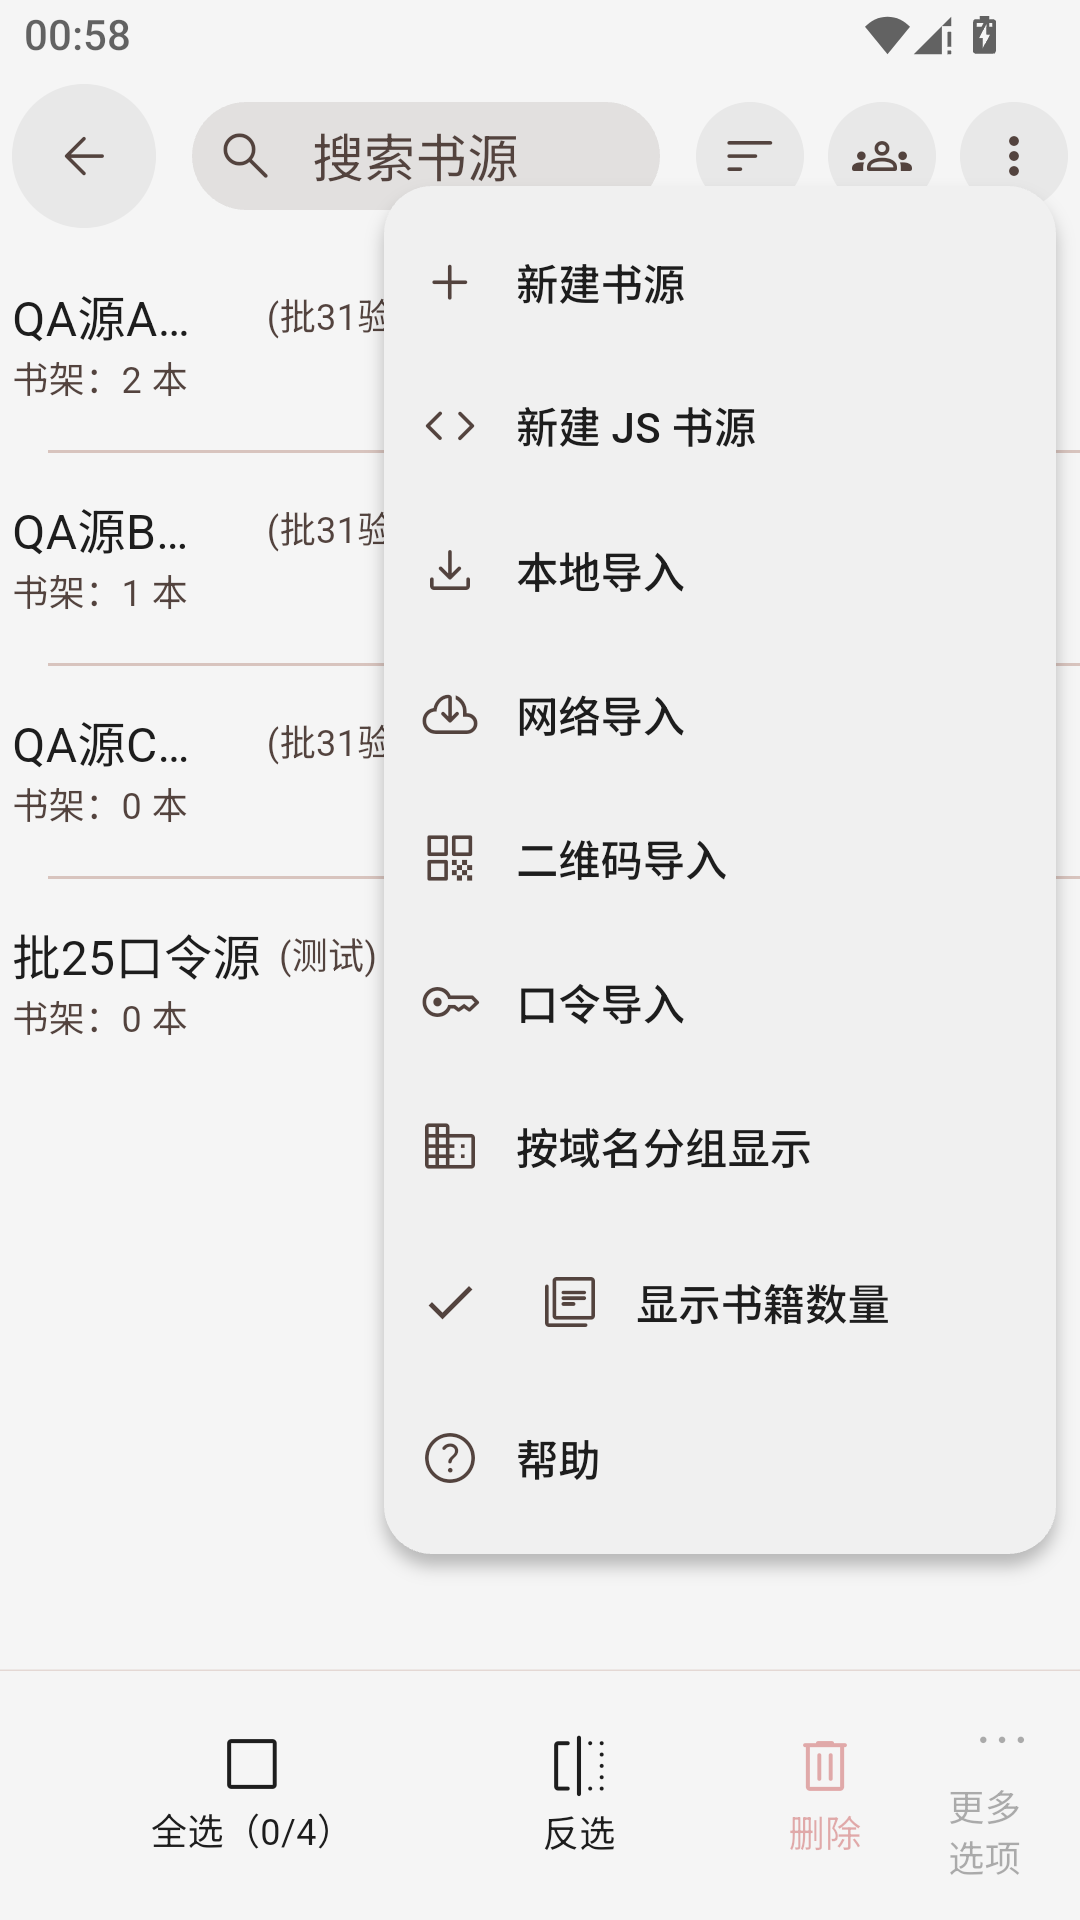 00:58
搜索书源
QA源A... (批31验
书架：2 本
QA源B... (批31验
书架：1 本
QA源C... (批31验
书架：0 本
批25口令源 (测试)
书架：0 本
新建书源
新建 JS 书源
本地导入
网络导入
二维码导入
口令导入
按域名分组显示
显示书籍数量
帮助
全选（0/4）
反选
删除
更多
选项